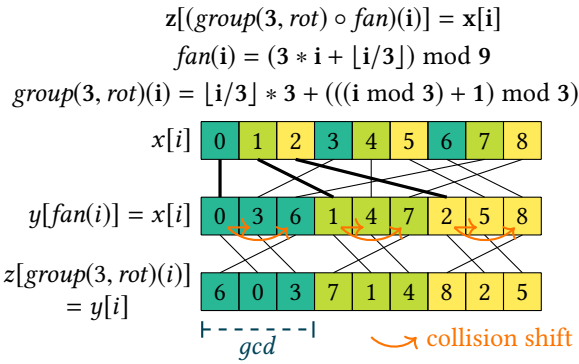 z[(group(3, rot) ∘ fan)(i)] = x[i]
fan(i) = (3 * i + ⌊i/3⌋) mod 9
group(3, rot)(i) = ⌊i/3⌋ * 3 + (((i mod 3) + 1) mod 3)
x[i] 0 1 2 3 4 5 6 7 8
y[fan(i)] = x[i] 0 3 6 1 4 7 2 5 8
z[group(3, rot)(i)]
= y[i] 6 0 3 7 1 4 8 2 5
gcd collision shift